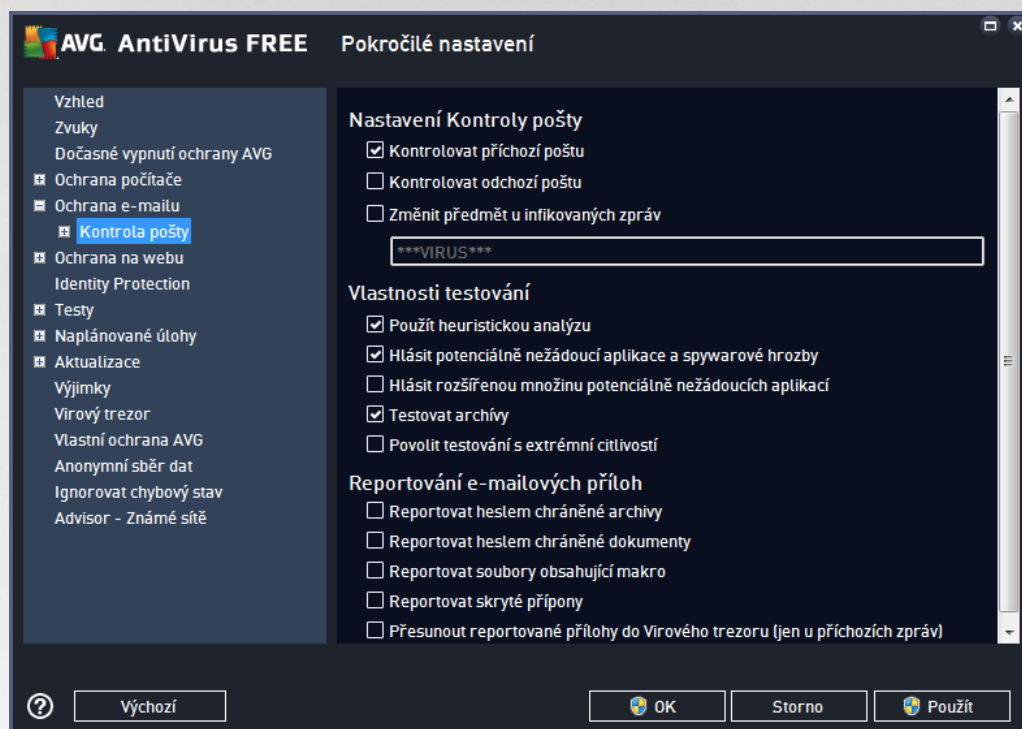 AVG. AntiVirus FREE
Pokročilé nastavení
Vzhled
Zvuky
Dočasné vypnutí ochrany AVG
Ochrana počítače
Ochrana e-mailu
Kontrola pošty
Ochrana na webu
Identity Protection
Testy
Naplánované úlohy
Aktualizace
Výjimky
Virový trezor
Vlastní ochrana AVG
Anonymní sběr dat
Ignorovat chybový stav
Advisor - Známé sítě
Nastavení Kontroly pošty
Kontrolovat příchozí poštu
Kontrolovat odchozí poštu
Změnit předmět u infikovaných zpráv
***VIRUS***
Vlastnosti testování
Použít heuristickou analýzu
Hlásit potenciálně nežádoucí aplikace a spywarové hrozby
Hlásit rozšířenou množinu potenciálně nežádoucích aplikací
Testovat archívy
Povolit testování s extrémní citlivostí
Reportování e-mailových příloh
Reportovat heslem chráněné archivy
Reportovat heslem chráněné dokumenty
Reportovat soubory obsahující makro
Reportovat skryté přípony
Přesunout reportované přílohy do Virového trezoru (jen u příchozích zpráv)
Výchozí
OK
Storno
Použít